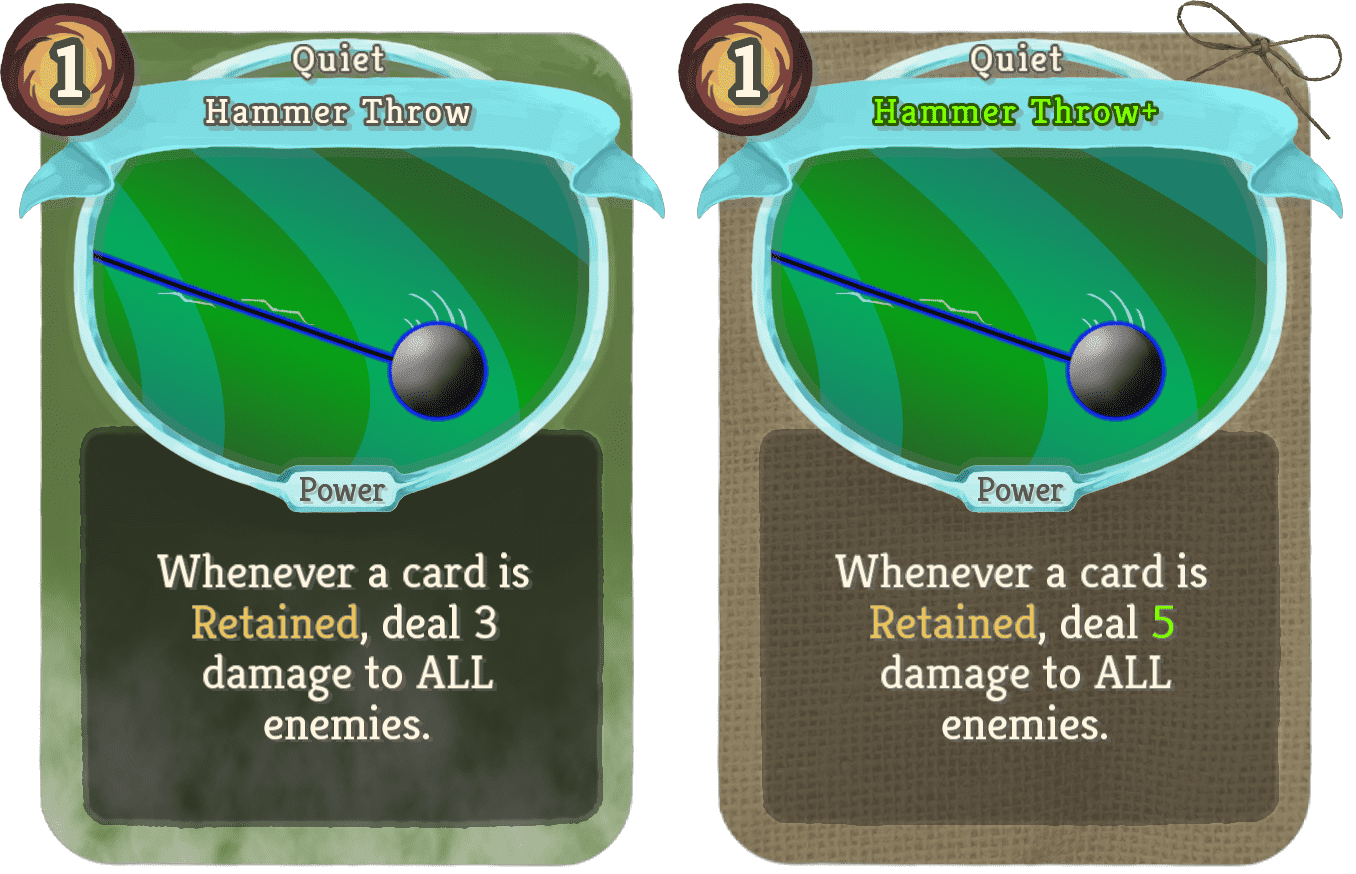 1
Quiet
Hammer Throw
Power
Whenever a card is
Retained, deal 3
damage to ALL
enemies.
1
Quiet
Hammer Throw+
Power
Whenever a card is
Retained, deal 5
damage to ALL
enemies.